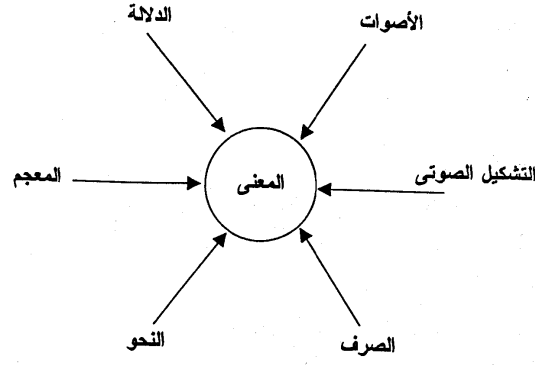 الأصوات
الدلالة
التشكيل الصوتى
المعنى
المعجم
الصرف
النحو